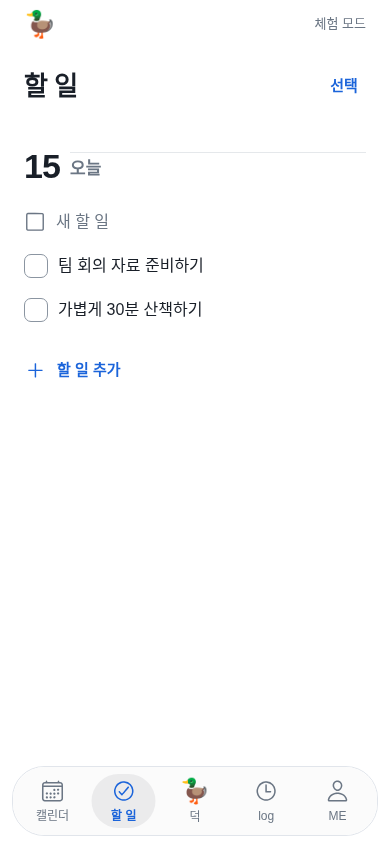 체험 모드
할 일
선택
15 오늘
새 할 일
팀 회의 자료 준비하기
가볍게 30분 산책하기
할 일 추가
캘린더 할 일 덕 log ME